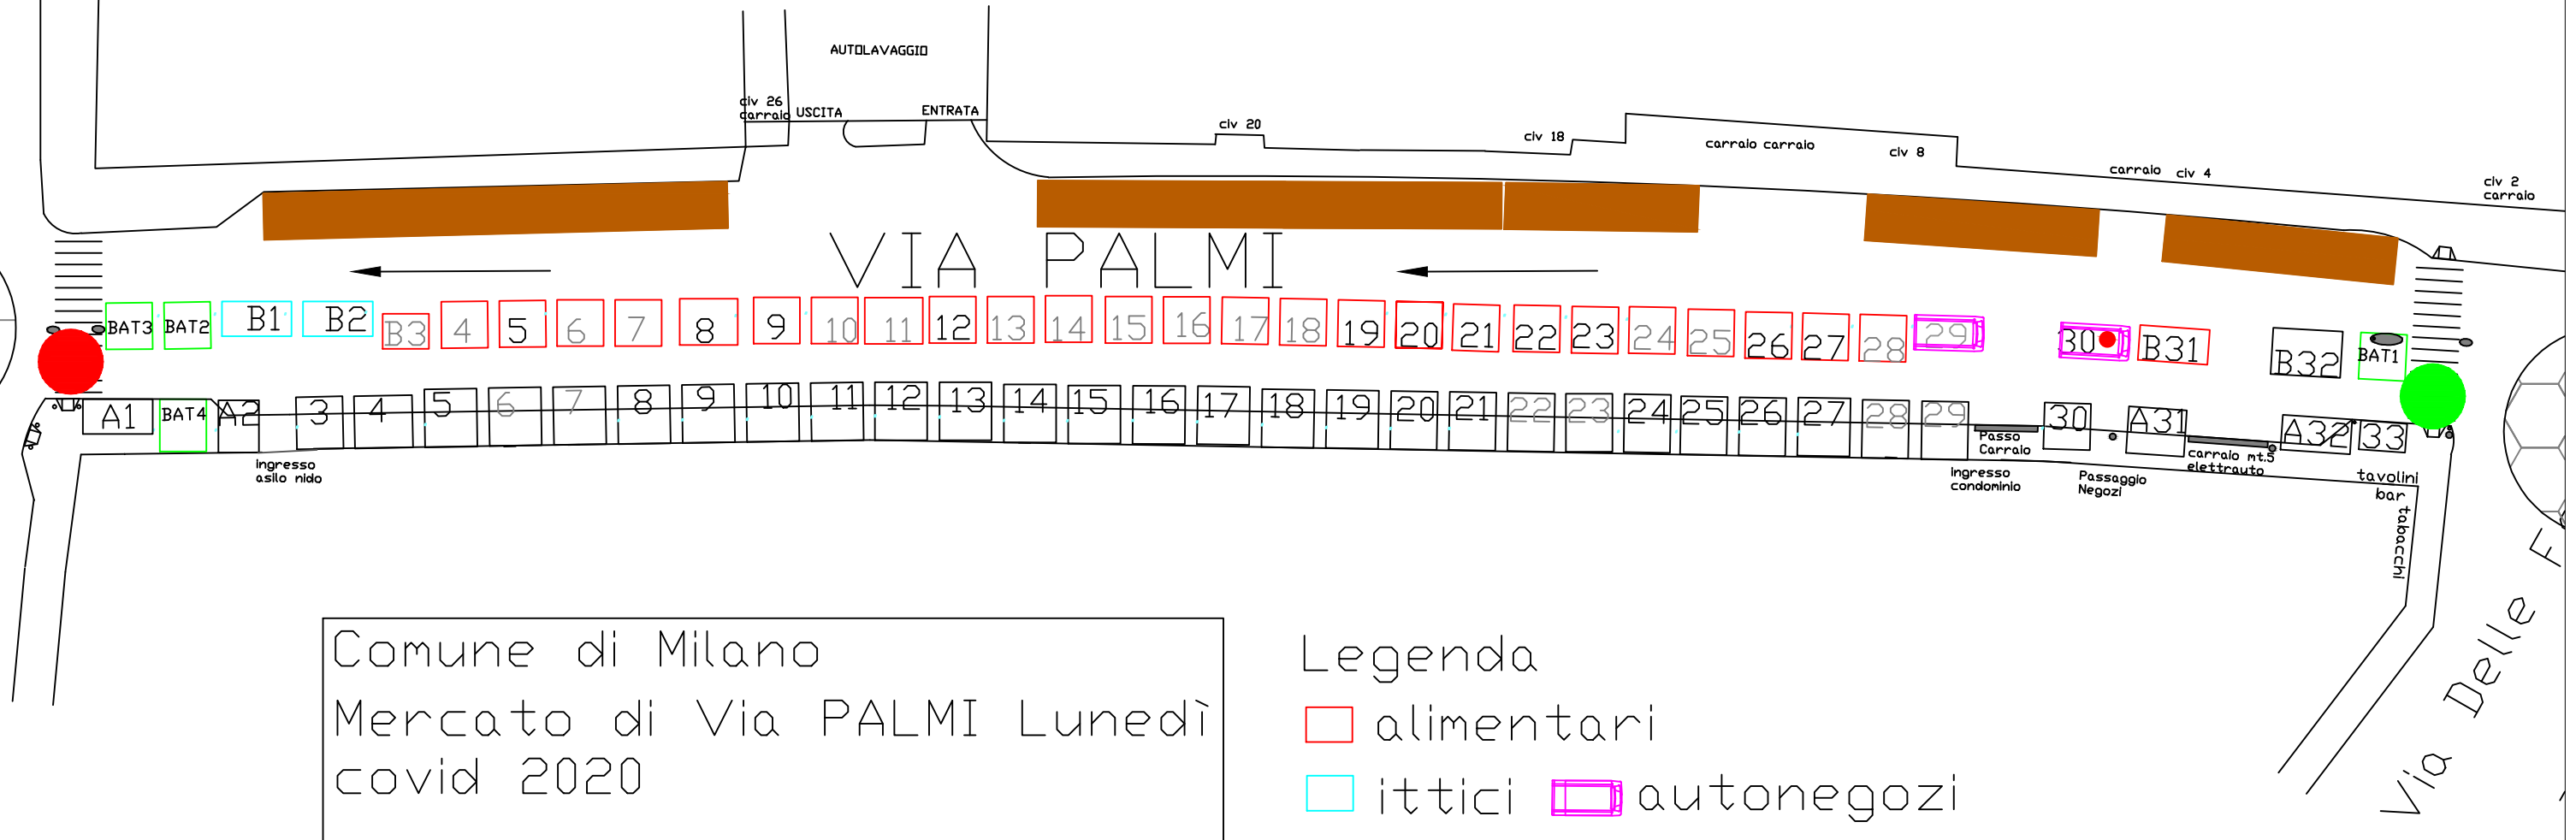 AUTOLAVAGGIO
civ 26
carraio
USCITA
ENTRATA
civ 20
civ 18
carraio carraio
civ 8
carraio
civ 4
civ 2
carraio
VIA PALMI
BAT3 BAT2 B1 B2 B3 4 5 6 7 8 9 10 11 12 13 14 15 16 17 18 19 20 21 22 23 24 25 26 27 28 29 30 B31 B32 BAT1
A1 BAT4 A2 3 4 5 6 7 8 9 10 11 12 13 14 15 16 17 18 19 20 21 22 23 24 25 26 27 28 29 30 A31 A32 33
ingresso
asilo nido
Passo
Carraio
ingresso
condominio
Passaggio
Negozi
carraio mt.5
elettrauto
tavolini
bar
tabacchi
Via Delle F
Comune di Milano
Mercato di Via PALMI Lunedì
covid 2020
Legenda
alimentari
ittici
autonegozi